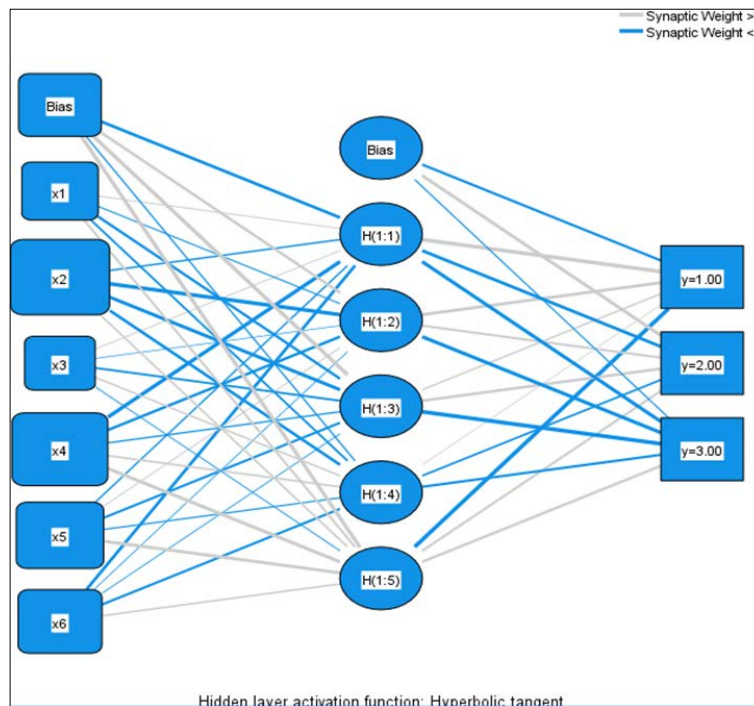 Synaptic Weight >
Synaptic Weight <
Bias
x1
x2
x3
x4
x5
x6
Bias
H(1:1)
H(1:2)
H(1:3)
H(1:4)
H(1:5)
y=1.00
y=2.00
y=3.00
Hidden layer activation function: Hyperbolic tangent